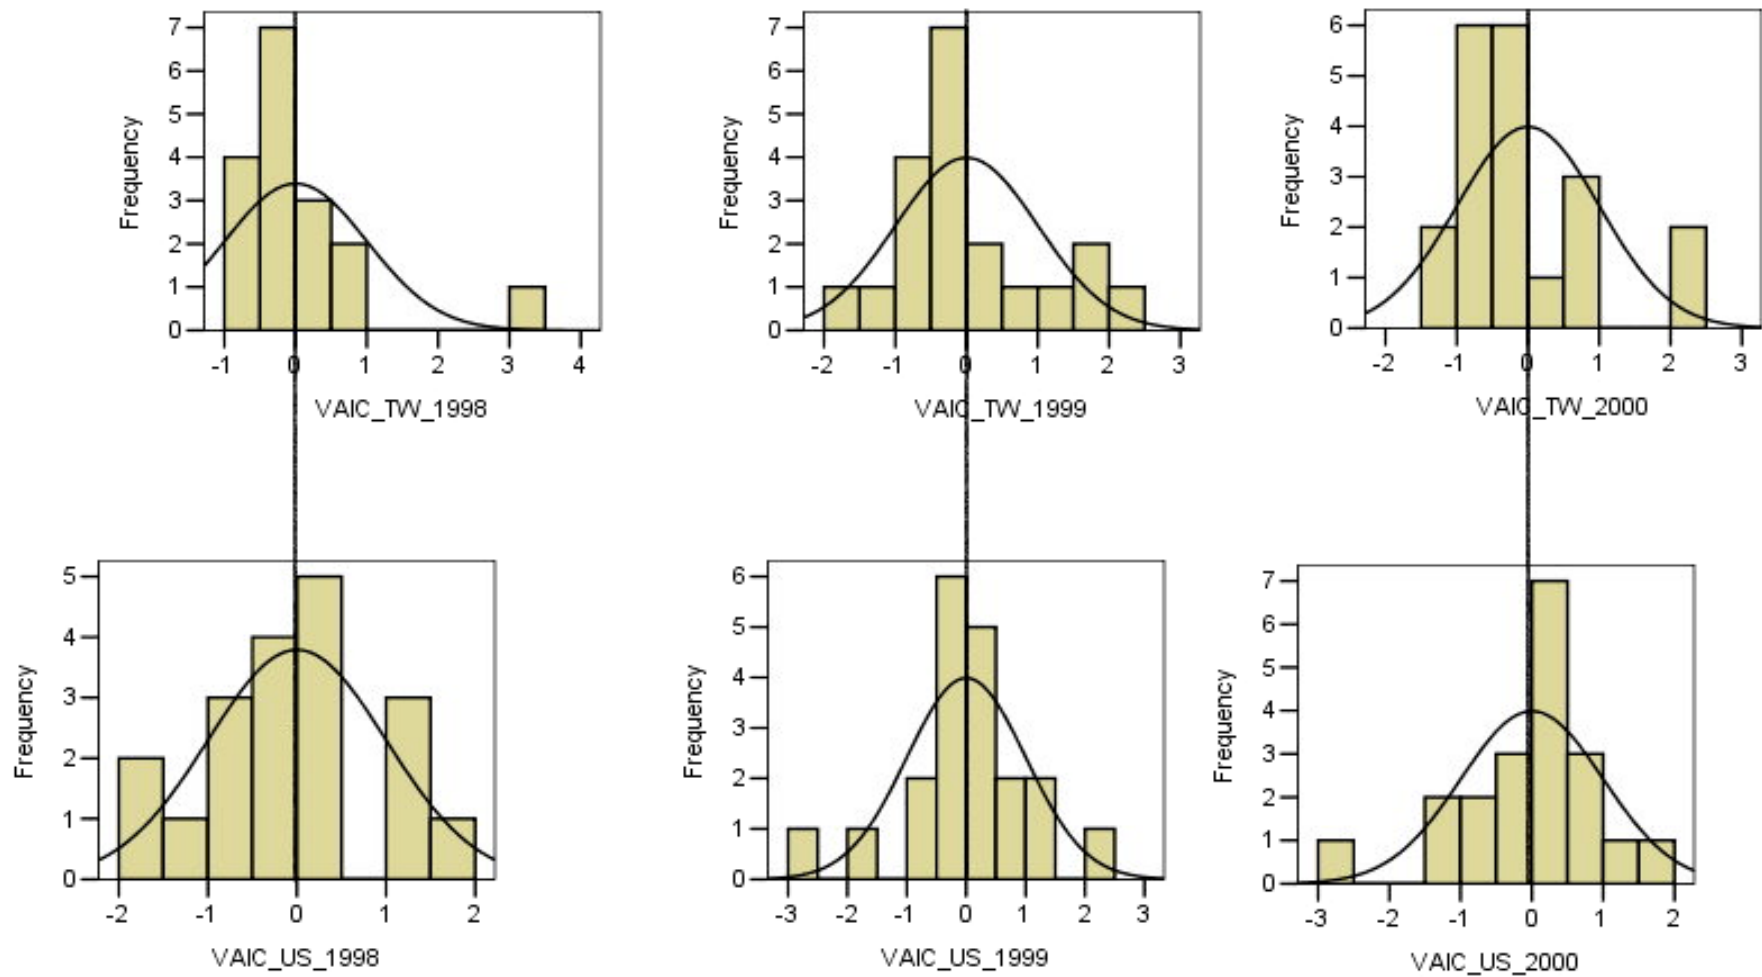 Frequency
7
6
5
4
3
2
1
0
-1 0 1 2 3 4
VAIC_TW_1998
Frequency
7
6
5
4
3
2
1
0
-2 -1 0 1 2 3
VAIC_TW_1999
Frequency
6
5
4
3
2
1
0
-2 -1 0 1 2 3
VAIC_TW_2000
Frequency
5
4
3
2
1
0
-2 -1 0 1 2
VAIC_US_1998
Frequency
6
5
4
3
2
1
0
-3 -2 -1 0 1 2 3
VAIC_US_1999
Frequency
7
6
5
4
3
2
1
0
-3 -2 -1 0 1 2
VAIC_US_2000